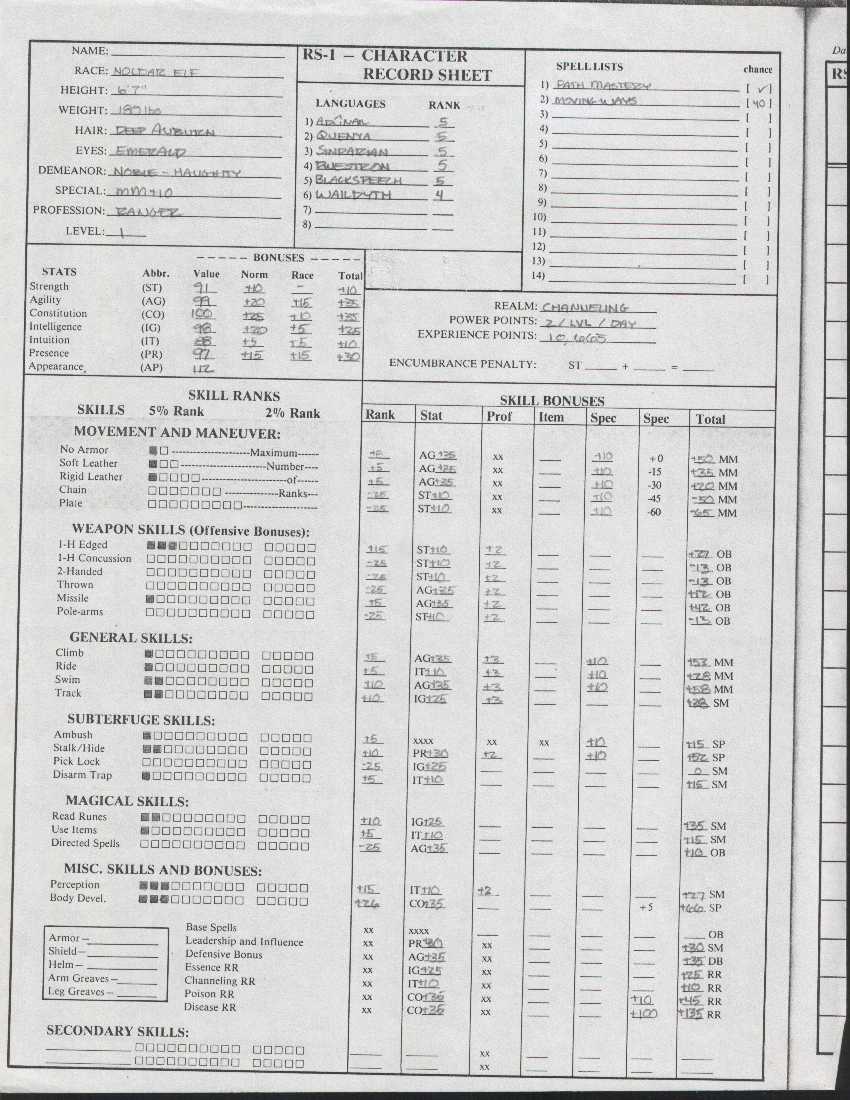 NAME:
RACE: NOLDAR ELF
HEIGHT: 6'7"
WEIGHT: 189 lbs
HAIR: DEEP AUBURN
EYES: EMERALD
DEMEANOR: NOBLE - HAUGHTY
SPECIAL: MM+10
PROFESSION: RANGER
LEVEL: 1
RS-1 – CHARACTER
RECORD SHEET
LANGUAGES RANK
1) ADUNAIC 5
2) QUENYA 5
3) SINDARIAN 5
4) WUESTRON 5
5) BLACKSPEECH 5
6) WAILDYTH 4
7)
8)
SPELL LISTS chance
1) PATH MASTERY [✓]
2) MOVING WAYS [40]
3) [ ]
4) [ ]
5) [ ]
6) [ ]
7) [ ]
8) [ ]
9) [ ]
10) [ ]
11) [ ]
12) [ ]
13) [ ]
14) [ ]
----- BONUSES -----
STATS Abbr. Value Norm Race Total
Strength (ST) 91 +10 - +10
Agility (AG) 99 +20 +15 +35
Constitution (CO) 100 +25 +10 +35
Intelligence (IG) 98 +20 +5 +25
Intuition (IT) 88 +5 +5 +10
Presence (PR) 97 +15 +15 +30
Appearance (AP) 112
REALM: CHANNELING
POWER POINTS: 2/LVL/DAY
EXPERIENCE POINTS: 10,000
ENCUMBRANCE PENALTY: ST ___ + ___ = ___
SKILL RANKS
SKILLS 5% Rank 2% Rank
SKILL BONUSES
Rank Stat Prof Item Spec Spec Total
MOVEMENT AND MANEUVER:
No Armor ----Maximum---- +5 AG+35 xx +10 +0 +50 MM
Soft Leather ----Number---- +5 AG+35 xx +10 -15 +35 MM
Rigid Leather ----of---- +5 AG+35 xx +10 -30 +20 MM
Chain ----Ranks---- -25 ST+10 xx +10 -45 -50 MM
Plate -25 ST+10 xx +10 -60 -65 MM
WEAPON SKILLS (Offensive Bonuses):
1-H Edged +15 ST+10 +2 +27 OB
1-H Concussion -25 ST+10 +2 -13 OB
2-Handed -25 ST+10 +2 -13 OB
Thrown -25 AG+35 +2 +12 OB
Missile +5 AG+35 +2 +42 OB
Pole-arms -25 ST+10 +2 -13 OB
GENERAL SKILLS:
Climb +5 AG+35 +3 +10 +53 MM
Ride +5 IT+10 +3 +10 +28 MM
Swim +10 AG+35 +3 +10 +58 MM
Track +10 IG+25 +3 +38 SM
SUBTERFUGE SKILLS:
Ambush +5 xxxx xx xx +10 +15 SP
Stalk/Hide +10 PR+30 +2 +10 +52 SP
Pick Lock -25 IG+25 0 SM
Disarm Trap +5 IT+10 +15 SM
MAGICAL SKILLS:
Read Runes +10 IG+25 +35 SM
Use Items +5 IT+10 +15 SM
Directed Spells -25 AG+35 +10 OB
MISC. SKILLS AND BONUSES:
Perception +15 IT+10 +2 +27 SM
Body Devel. +26 CO+35 +5 +66 SP
Base Spells xx xxxx OB
Leadership and Influence xx PR+30 xx +30 SM
Defensive Bonus xx AG+35 xx +35 DB
Essence RR xx IG+25 xx +25 RR
Channeling RR xx IT+10 xx +10 RR
Poison RR xx CO+35 xx +10 +45 RR
Disease RR xx CO+35 xx +100 +135 RR
Armor –
Shield –
Helm –
Arm Greaves –
Leg Greaves –
SECONDARY SKILLS:
xx
xx
Da
RS